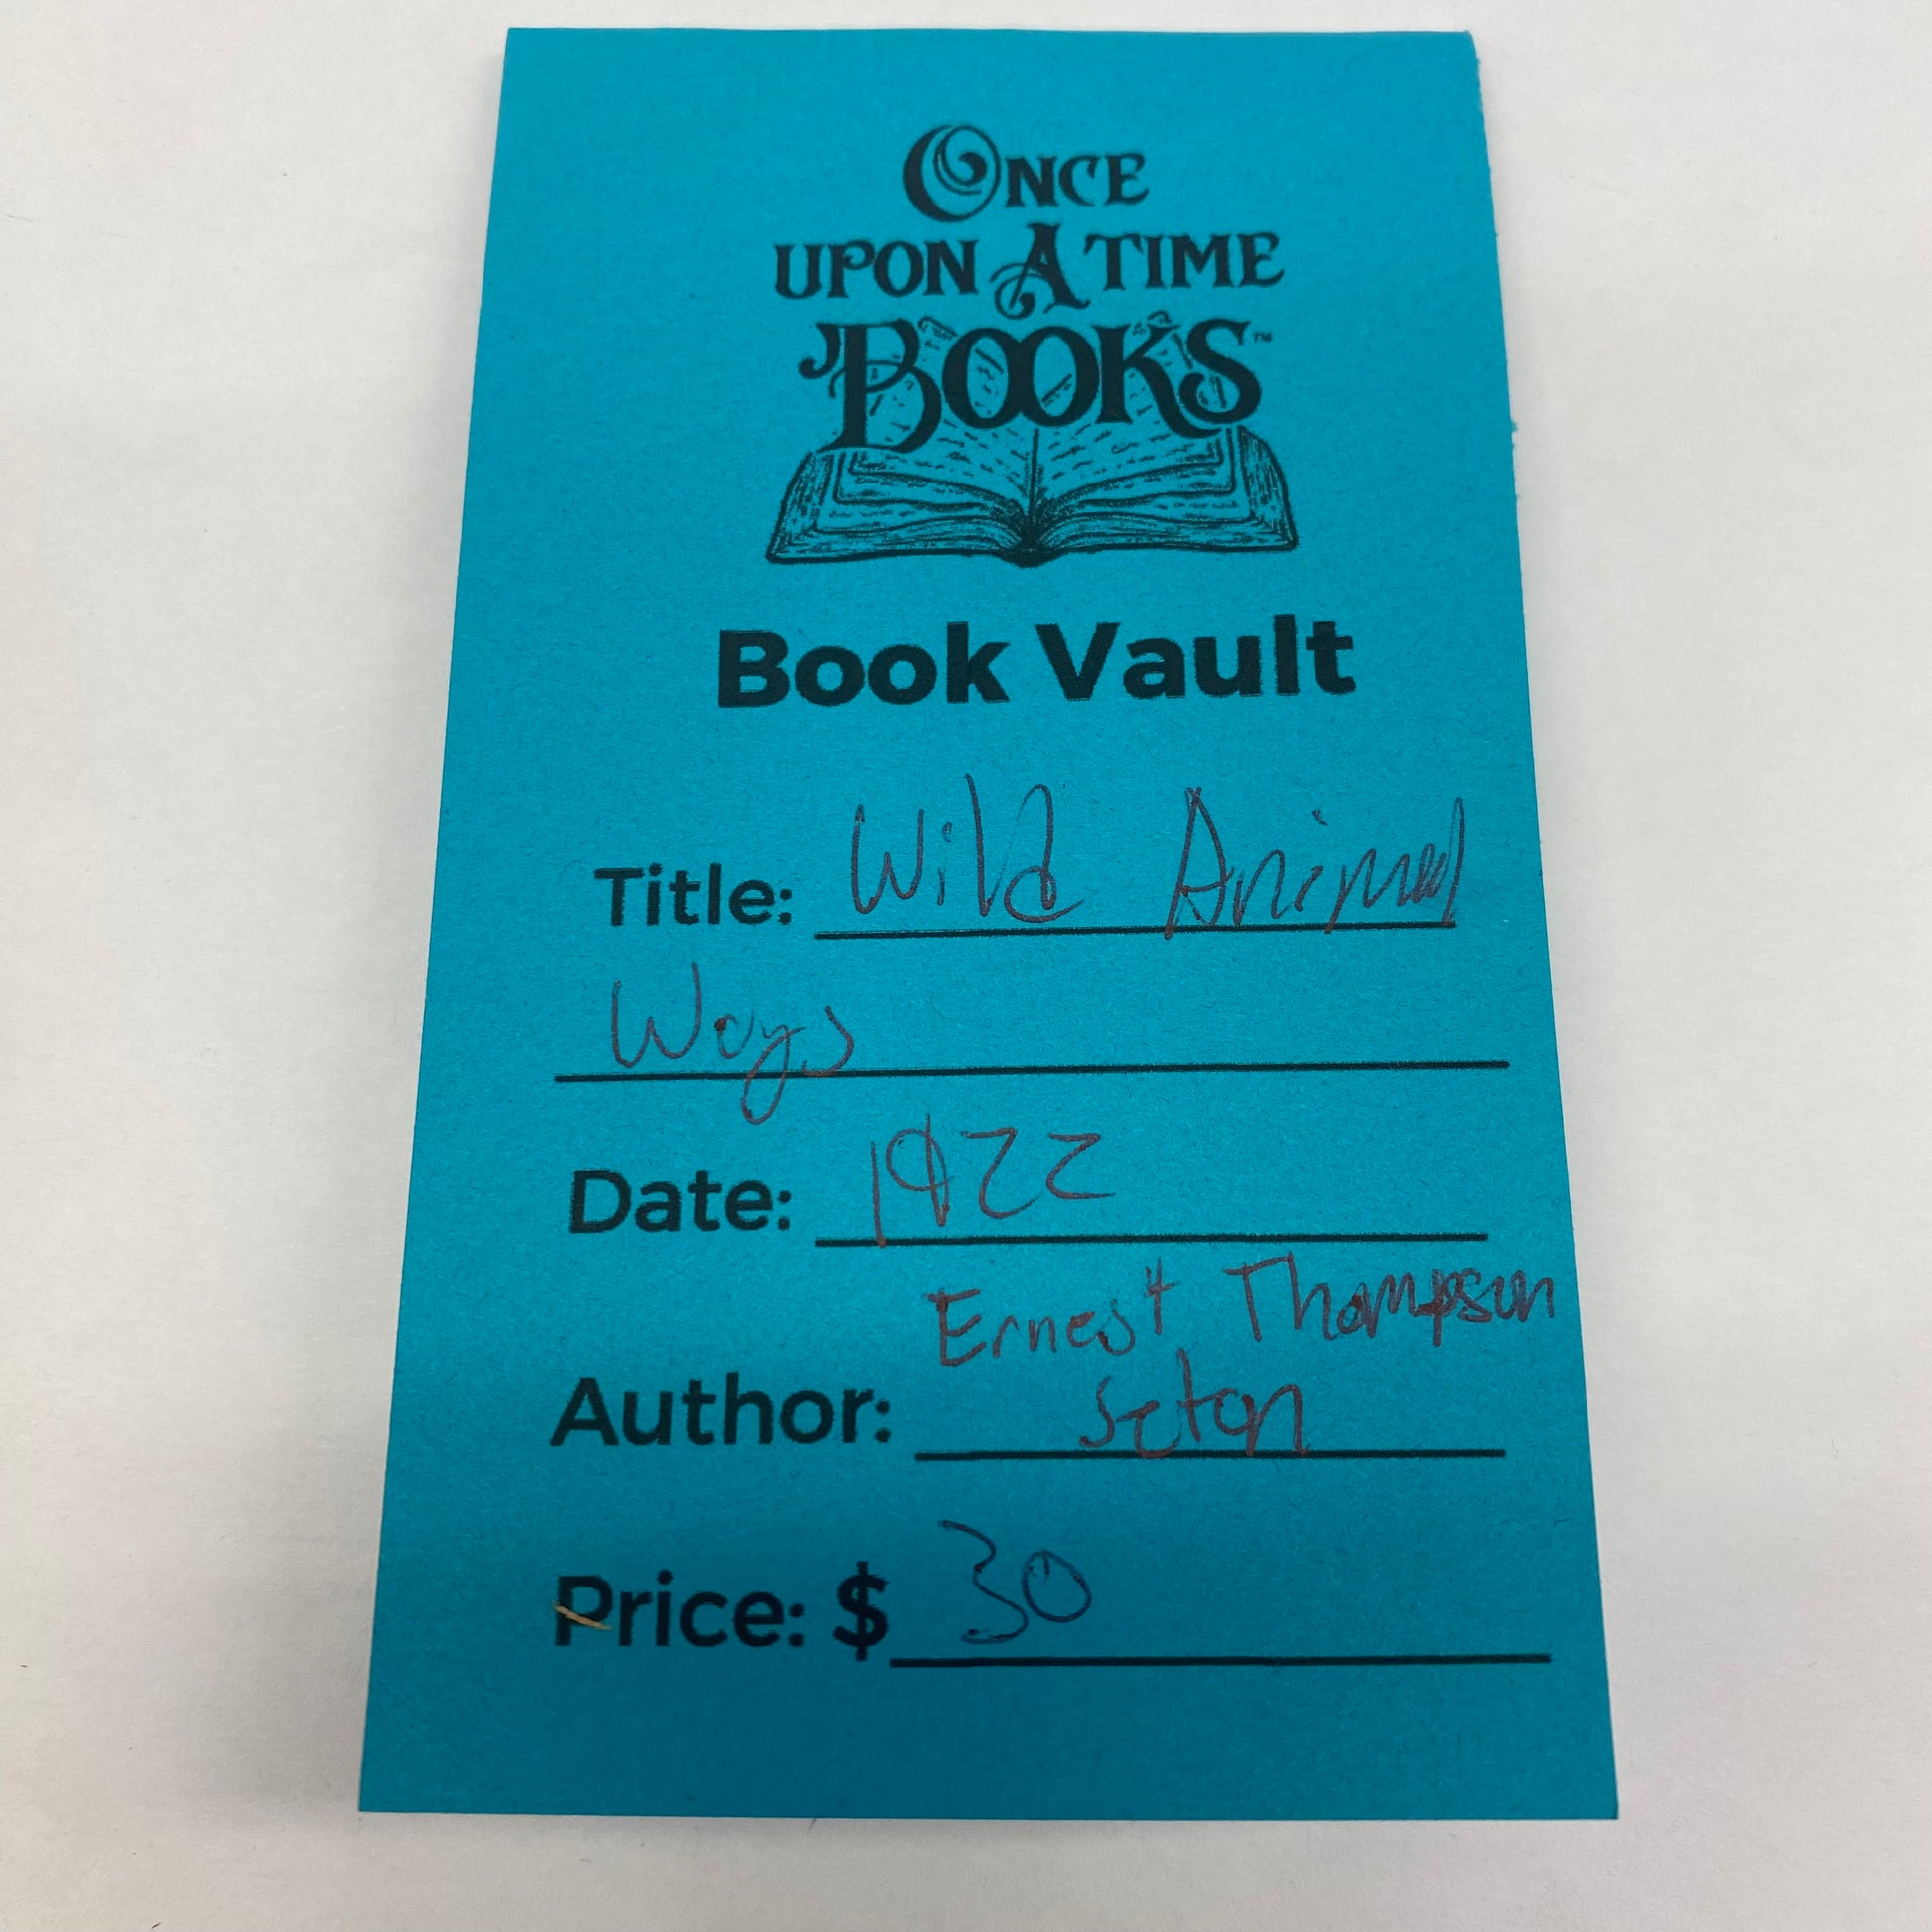 ONCE
UPON A TIME
BOOKS™
Book Vault
Title: Wild Animal
Ways
Date: 1922
Ernest Thompson
Author: Seton
Price: $ 30